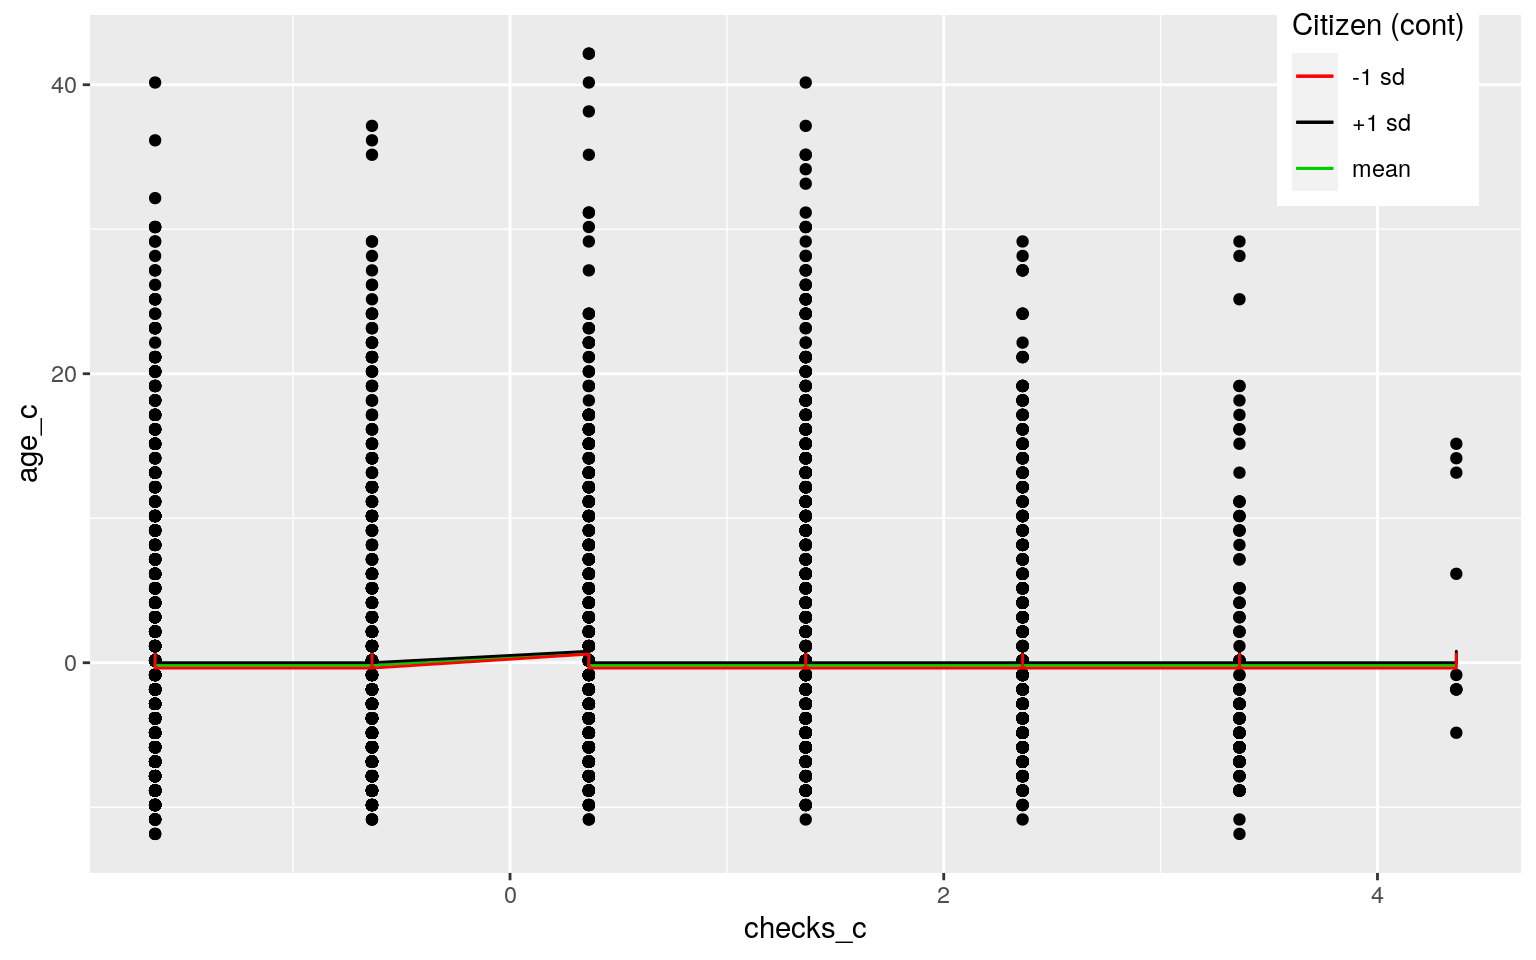 Citizen (cont)
-1 sd
+1 sd
mean
40
20
0
age_c
0
2
4
checks_c